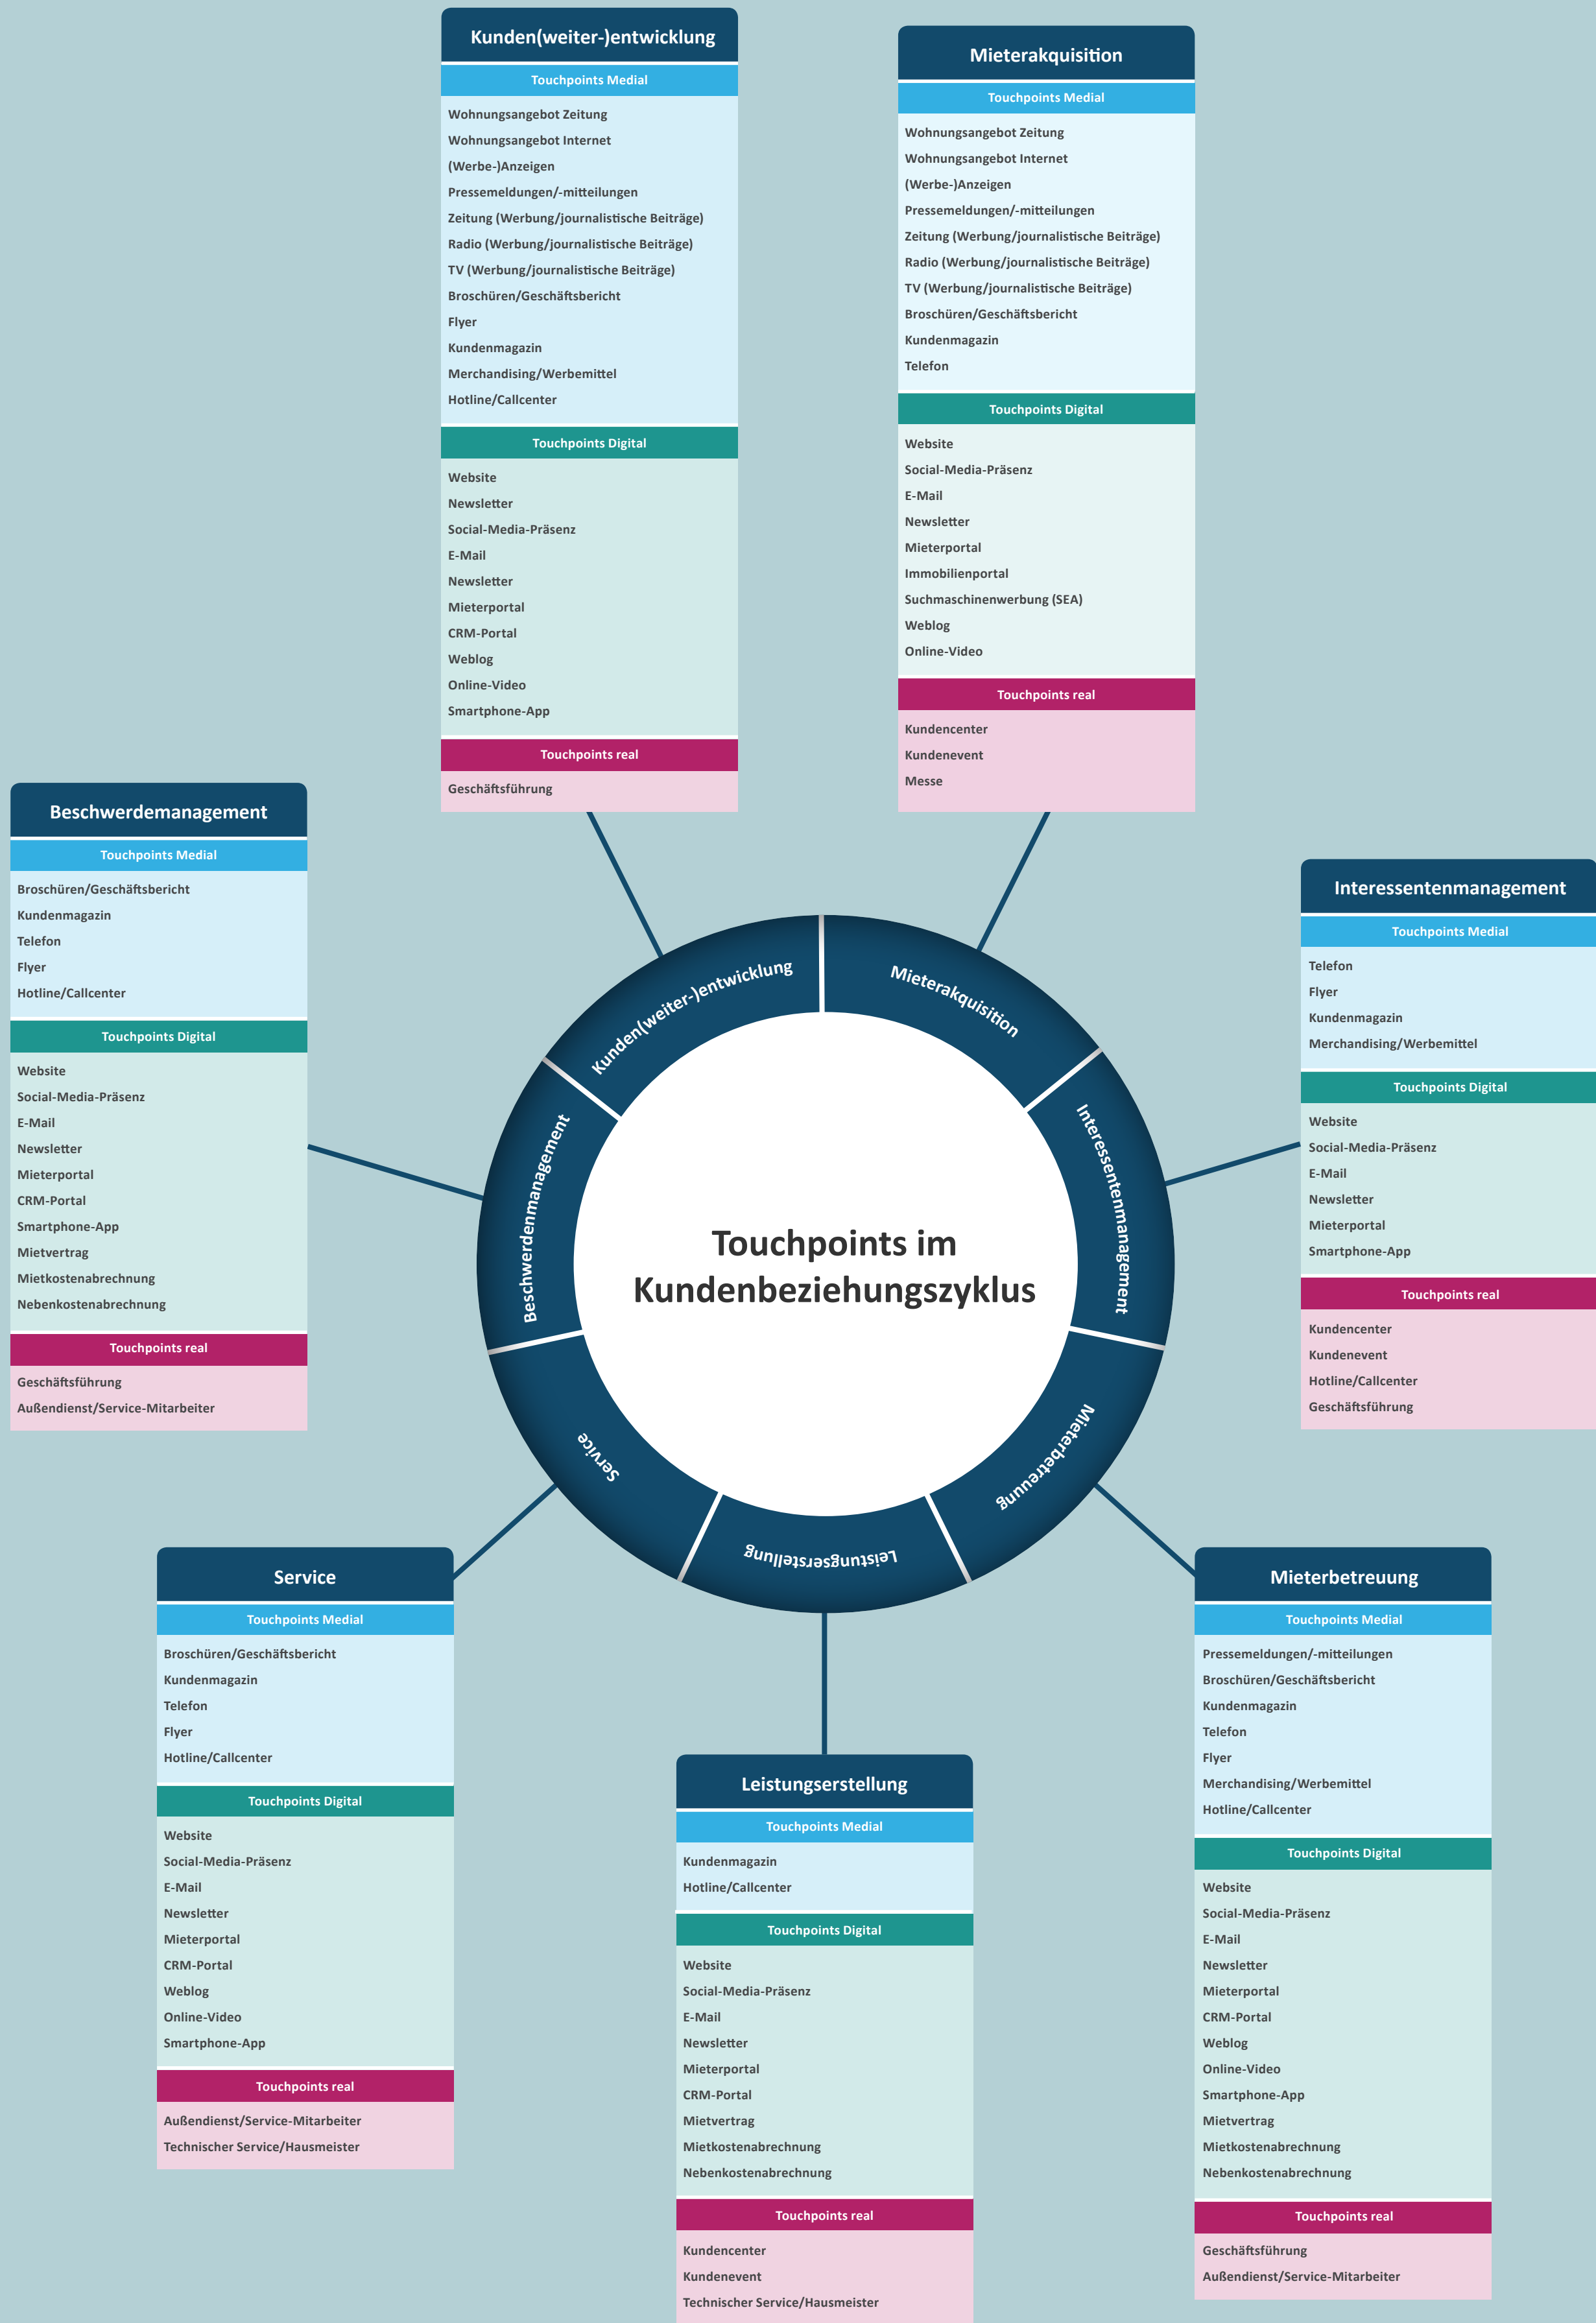 Kunden(weiter-)entwicklung
Touchpoints Medial
Wohnungsangebot Zeitung
Wohnungsangebot Internet
(Werbe-)Anzeigen
Pressemeldungen/-mitteilungen
Zeitung (Werbung/journalistische Beiträge)
Radio (Werbung/journalistische Beiträge)
TV (Werbung/journalistische Beiträge)
Broschüren/Geschäftsbericht
Flyer
Kundenmagazin
Merchandising/Werbemittel
Hotline/Callcenter
Touchpoints Digital
Website
Newsletter
Social-Media-Präsenz
E-Mail
Newsletter
Mieterportal
CRM-Portal
Weblog
Online-Video
Smartphone-App
Touchpoints real
Geschäftsführung
Mieterakquisition
Touchpoints Medial
Wohnungsangebot Zeitung
Wohnungsangebot Internet
(Werbe-)Anzeigen
Pressemeldungen/-mitteilungen
Zeitung (Werbung/journalistische Beiträge)
Radio (Werbung/journalistische Beiträge)
TV (Werbung/journalistische Beiträge)
Broschüren/Geschäftsbericht
Kundenmagazin
Telefon
Touchpoints Digital
Website
Social-Media-Präsenz
E-Mail
Newsletter
Mieterportal
Immobilienportal
Suchmaschinenwerbung (SEA)
Weblog
Online-Video
Touchpoints real
Kundencenter
Kundenevent
Messe
Beschwerdemanagement
Touchpoints Medial
Broschüren/Geschäftsbericht
Kundenmagazin
Telefon
Flyer
Hotline/Callcenter
Touchpoints Digital
Website
Social-Media-Präsenz
E-Mail
Newsletter
Mieterportal
CRM-Portal
Smartphone-App
Mietvertrag
Mietkostenabrechnung
Nebenkostenabrechnung
Touchpoints real
Geschäftsführung
Außendienst/Service-Mitarbeiter
Interessentenmanagement
Touchpoints Medial
Telefon
Flyer
Kundenmagazin
Merchandising/Werbemittel
Touchpoints Digital
Website
Social-Media-Präsenz
E-Mail
Newsletter
Mieterportal
Smartphone-App
Touchpoints real
Kundencenter
Kundenevent
Hotline/Callcenter
Geschäftsführung
Kunden(weiter-)entwicklung
Mieterakquisition
Interessentenmanagement
Mieterbetreuung
Leistungserstellung
Service
Beschwerdenmanagement
Touchpoints im
Kundenbeziehungszyklus
Service
Touchpoints Medial
Broschüren/Geschäftsbericht
Kundenmagazin
Telefon
Flyer
Hotline/Callcenter
Touchpoints Digital
Website
Social-Media-Präsenz
E-Mail
Newsletter
Mieterportal
CRM-Portal
Weblog
Online-Video
Smartphone-App
Touchpoints real
Außendienst/Service-Mitarbeiter
Technischer Service/Hausmeister
Leistungserstellung
Touchpoints Medial
Kundenmagazin
Hotline/Callcenter
Touchpoints Digital
Website
Social-Media-Präsenz
E-Mail
Newsletter
Mieterportal
CRM-Portal
Mietvertrag
Mietkostenabrechnung
Nebenkostenabrechnung
Touchpoints real
Kundencenter
Kundenevent
Technischer Service/Hausmeister
Mieterbetreuung
Touchpoints Medial
Pressemeldungen/-mitteilungen
Broschüren/Geschäftsbericht
Kundenmagazin
Telefon
Flyer
Merchandising/Werbemittel
Hotline/Callcenter
Touchpoints Digital
Website
Social-Media-Präsenz
E-Mail
Newsletter
Mieterportal
CRM-Portal
Weblog
Online-Video
Smartphone-App
Mietvertrag
Mietkostenabrechnung
Nebenkostenabrechnung
Touchpoints real
Geschäftsführung
Außendienst/Service-Mitarbeiter